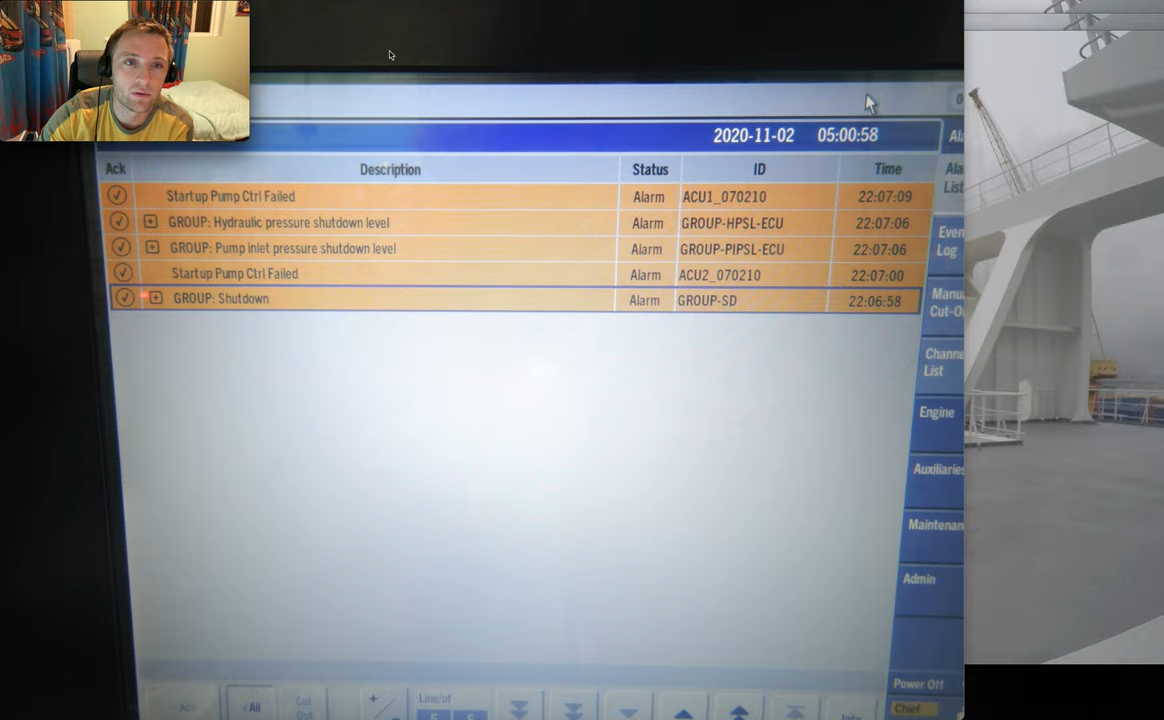 2020-11-02 05:00:58
Ack Description Status ID Time
Startup Pump Ctrl Failed Alarm ACU1_070210 22:07:09
GROUP: Hydraulic pressure shutdown level Alarm GROUP-HPSL-ECU 22:07:06
GROUP: Pump inlet pressure shutdown level Alarm GROUP-PIPSL-ECU 22:07:06
Startup Pump Ctrl Failed Alarm ACU2_070210 22:07:00
GROUP: Shutdown Alarm GROUP-SD 22:06:58
Log
List
Engine
Auxiliaries
Admin
Power Off
Chief
All
Line/of
Info